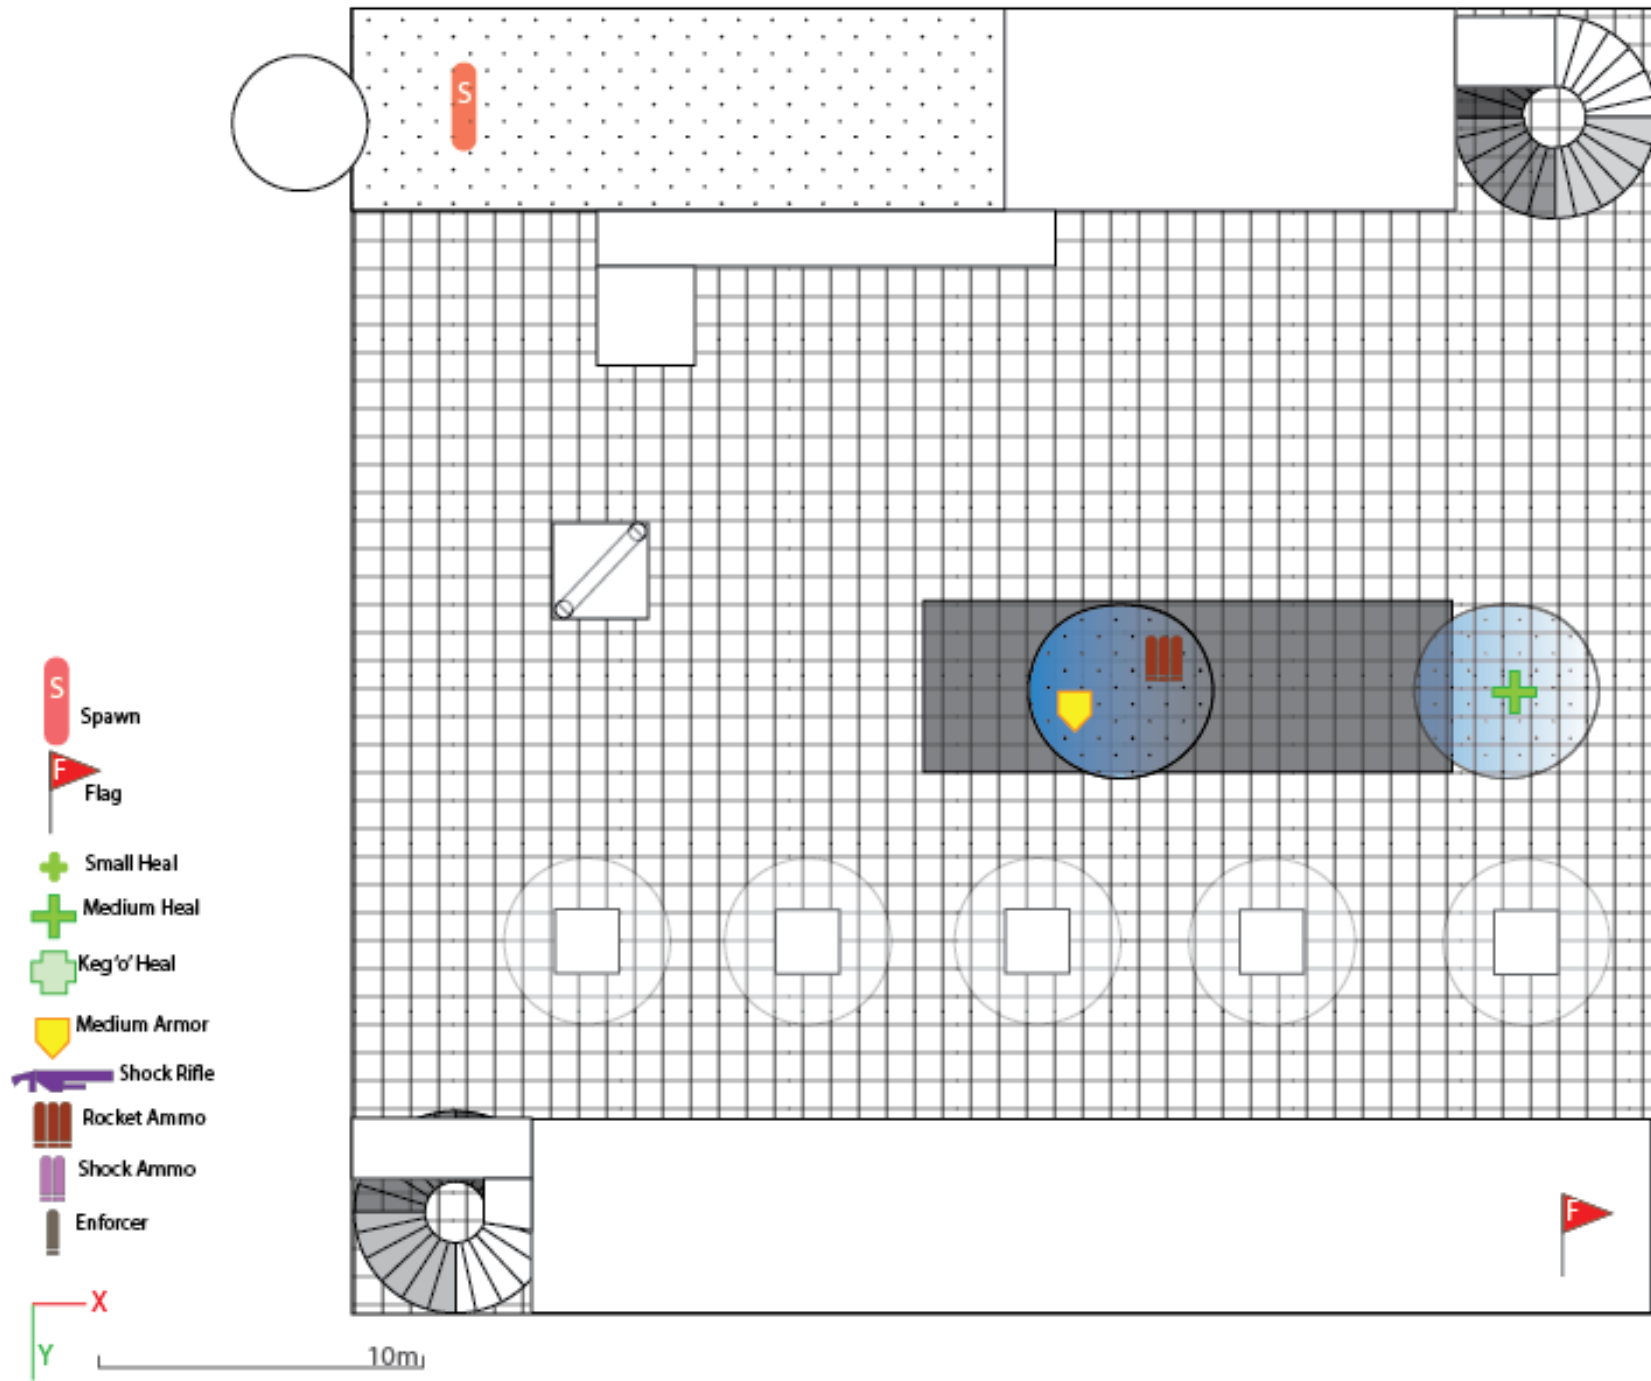 S
S
Spawn
F
Flag
Small Heal
Medium Heal
Keg'o' Heal
Medium Armor
Shock Rifle
Rocket Ammo
Shock Ammo
Enforcer
F
X
Y
10m